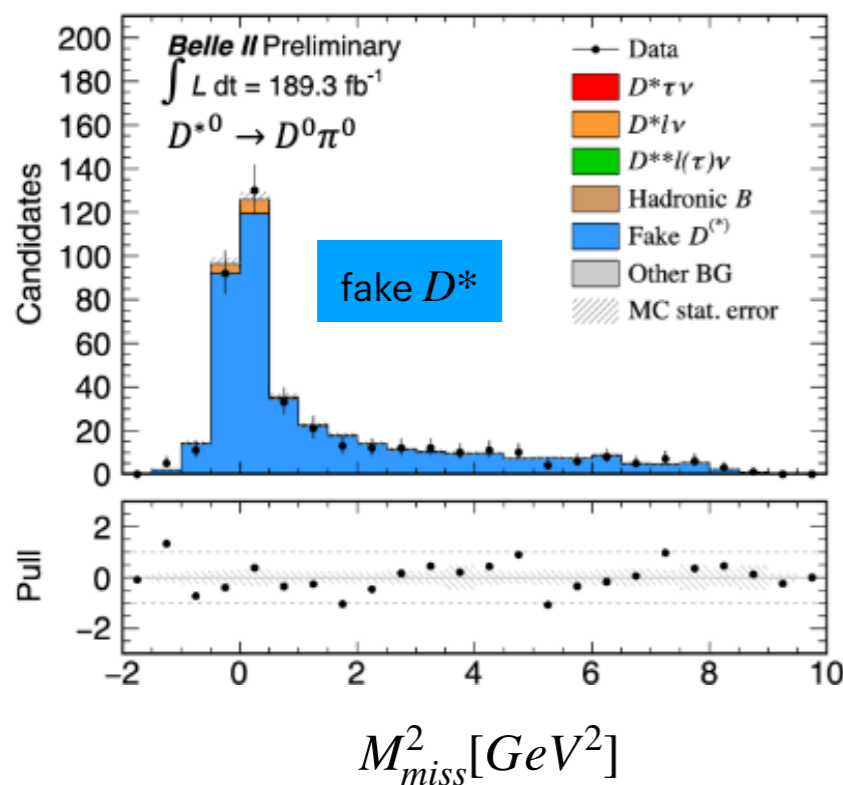 Belle II Preliminary
∫ L dt = 189.3 fb⁻¹
D*⁰ → D⁰π⁰
Data
D*τν
D*lν
D**l(τ)ν
Hadronic B
Fake D⁽*⁾
Other BG
MC stat. error
fake D*
Candidates
200
180
160
140
120
100
80
60
40
20
0
Pull
2
0
−2
−2 0 2 4 6 8 10
M²miss[GeV²]